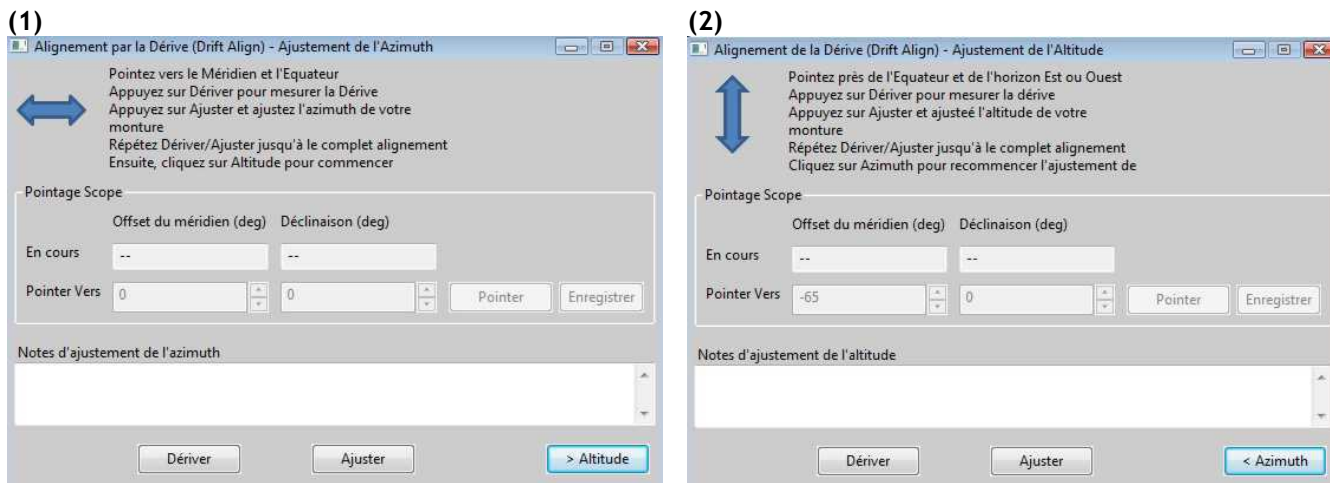 (1)
Alignement par la Dérive (Drift Align) - Ajustement de l'Azimuth
Pointez vers le Méridien et l'Equateur
Appuyez sur Dériver pour mesurer la Dérive
Appuyez sur Ajuster et ajustez l'azimuth de votre
monture
Répétez Dériver/Ajuster jusqu'à le complet alignement
Ensuite, cliquez sur Altitude pour commencer
Pointage Scope
Offset du méridien (deg) Déclinaison (deg)
En cours -- --
Pointer Vers 0 0 Pointer Enregistrer
Notes d'ajustement de l'azimuth
Dériver Ajuster > Altitude
(2)
Alignement de la Dérive (Drift Align) - Ajustement de l'Altitude
Pointez près de l'Equateur et de l'horizon Est ou Ouest
Appuyez sur Dériver pour mesurer la dérive
Appuyez sur Ajuster et ajusteé l'altitude de votre
monture
Répétez Dériver/Ajuster jusqu'à le complet alignement
Cliquez sur Azimuth pour recommencer l'ajustement de
Pointage Scope
Offset du méridien (deg) Déclinaison (deg)
En cours -- --
Pointer Vers -65 0 Pointer Enregistrer
Notes d'ajustement de l'altitude
Dériver Ajuster < Azimuth